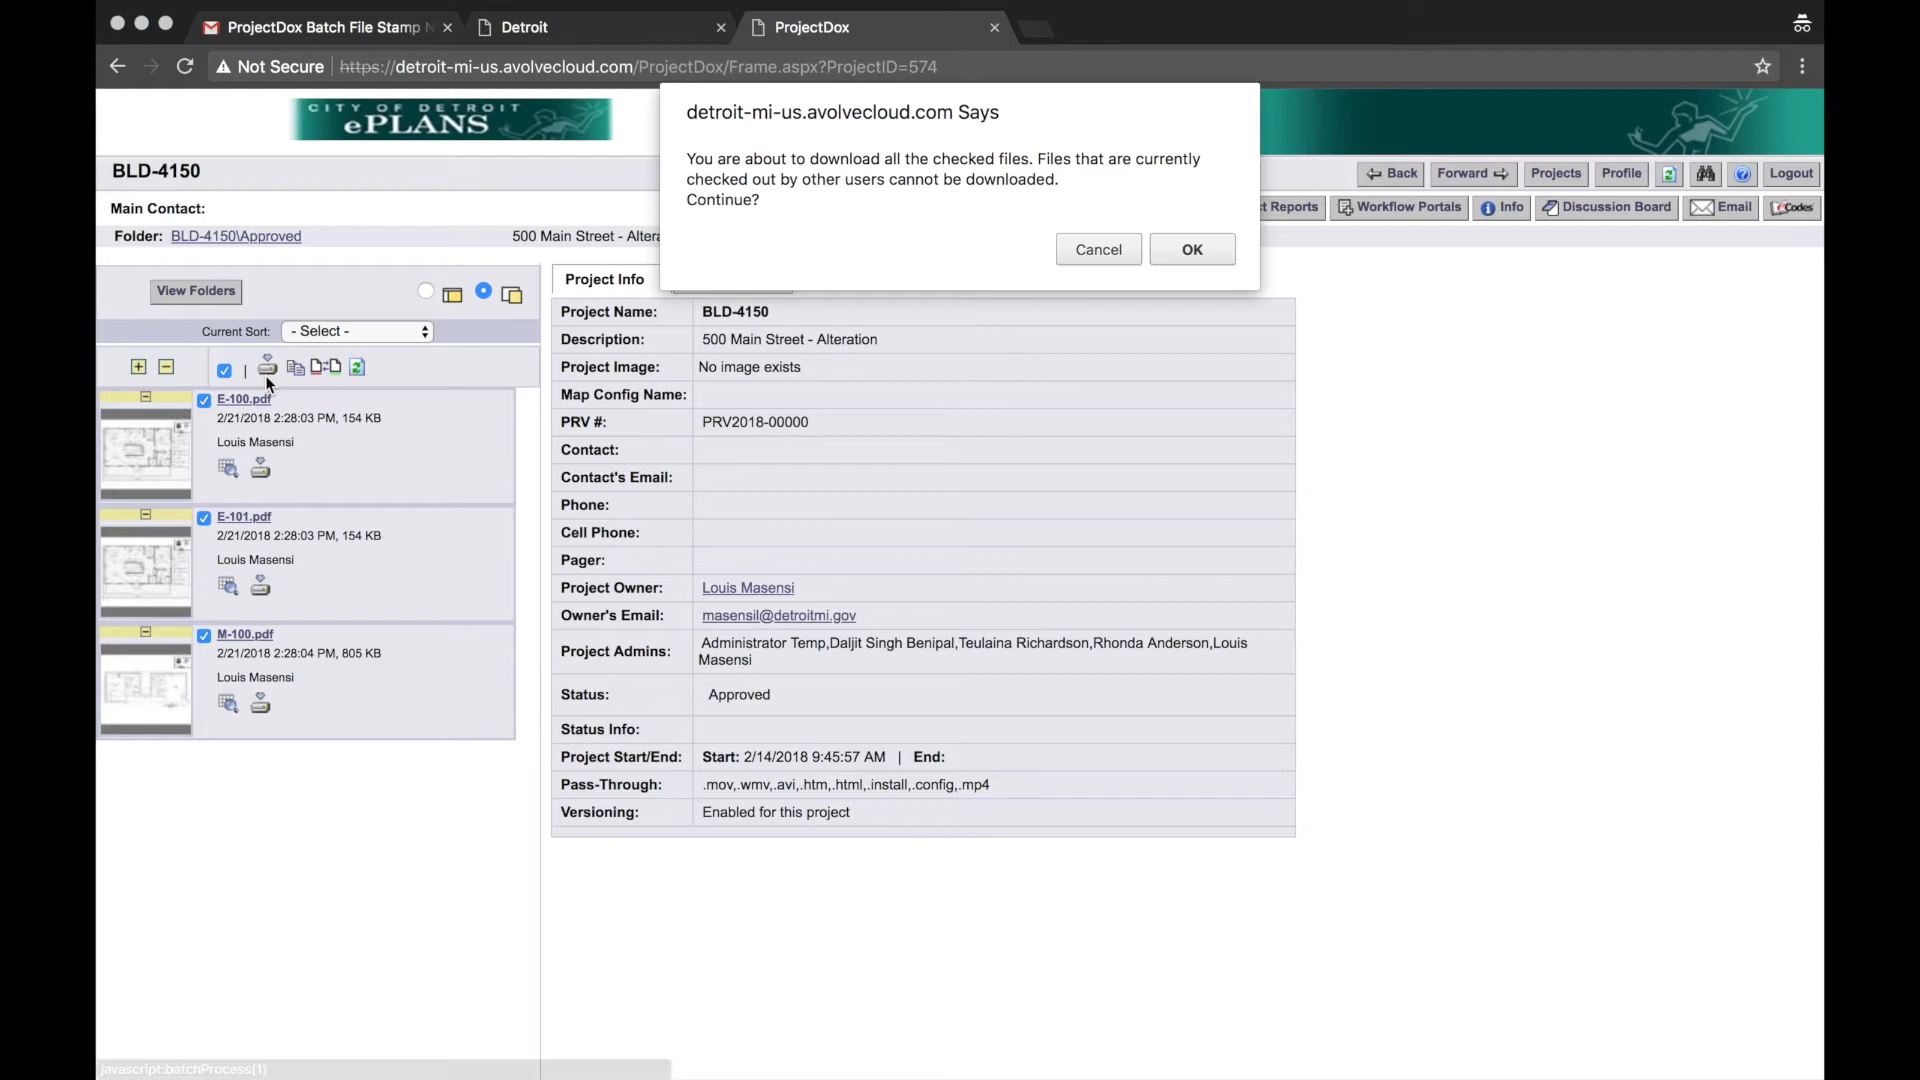 ProjectDox Batch File Stamp N
Detroit
ProjectDox
Not Secure
https://detroit-mi-us.avolvecloud.com/ProjectDox/Frame.aspx?ProjectID=574
CITY OF DETROIT
ePLANS
detroit-mi-us.avolvecloud.com Says
You are about to download all the checked files. Files that are currently
checked out by other users cannot be downloaded.
Continue?
Cancel
OK
BLD-4150
Back
Forward
Projects
Profile
Logout
Main Contact:
t Reports
Workflow Portals
Info
Discussion Board
Email
eCodes
Folder: BLD-4150\Approved
500 Main Street - Altera
View Folders
Current Sort: - Select -
|
E-100.pdf
2/21/2018 2:28:03 PM, 154 KB
Louis Masensi
E-101.pdf
2/21/2018 2:28:03 PM, 154 KB
Louis Masensi
M-100.pdf
2/21/2018 2:28:04 PM, 805 KB
Louis Masensi
Project Info
Project Name: BLD-4150
Description: 500 Main Street - Alteration
Project Image: No image exists
Map Config Name:
PRV #: PRV2018-00000
Contact:
Contact's Email:
Phone:
Cell Phone:
Pager:
Project Owner: Louis Masensi
Owner's Email: masensil@detroitmi.gov
Project Admins: Administrator Temp,Daljit Singh Benipal,Teulaina Richardson,Rhonda Anderson,Louis
Masensi
Status: Approved
Status Info:
Project Start/End: Start: 2/14/2018 9:45:57 AM | End:
Pass-Through: .mov,.wmv,.avi,.htm,.html,.install,.config,.mp4
Versioning: Enabled for this project
javascript:batchProcess(1)